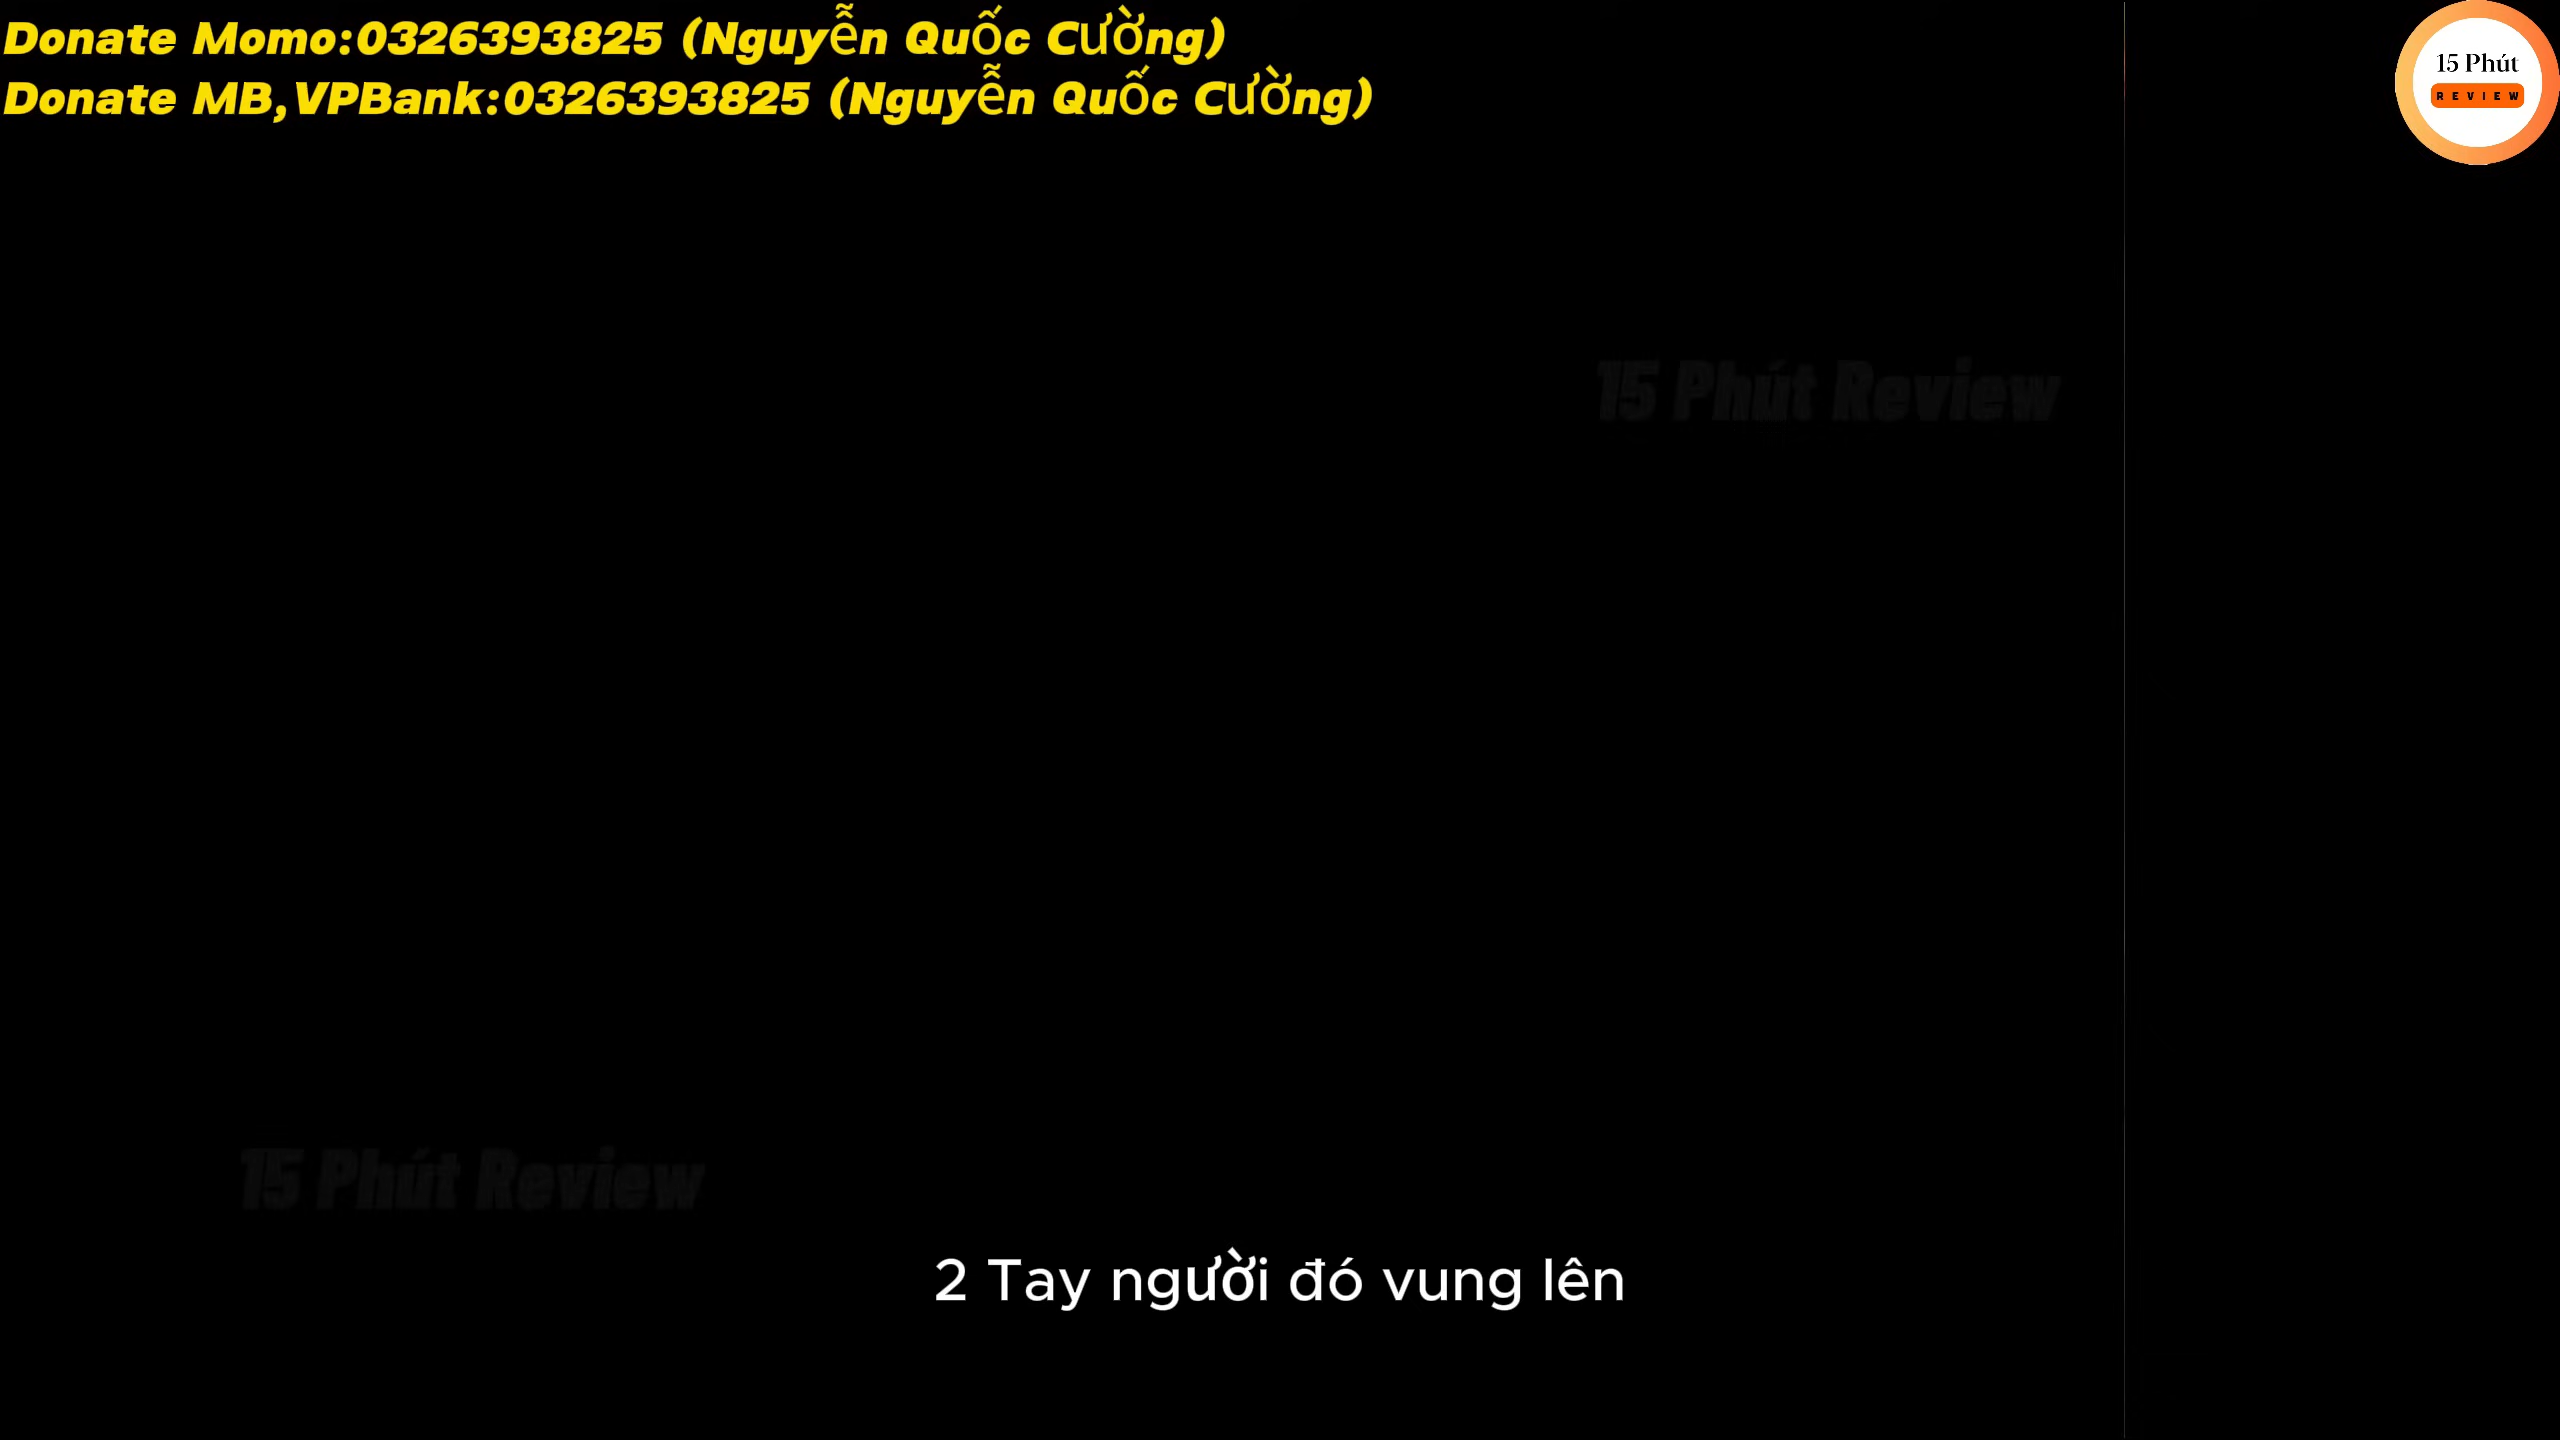 Donate Momo:0326393825 (Nguyễn Quốc Cường)
Donate MB,VPBank:0326393825 (Nguyễn Quốc Cường)
15 Phút
REVIEW
15 Phút Review
15 Phút Review
2 Tay người đó vung lên